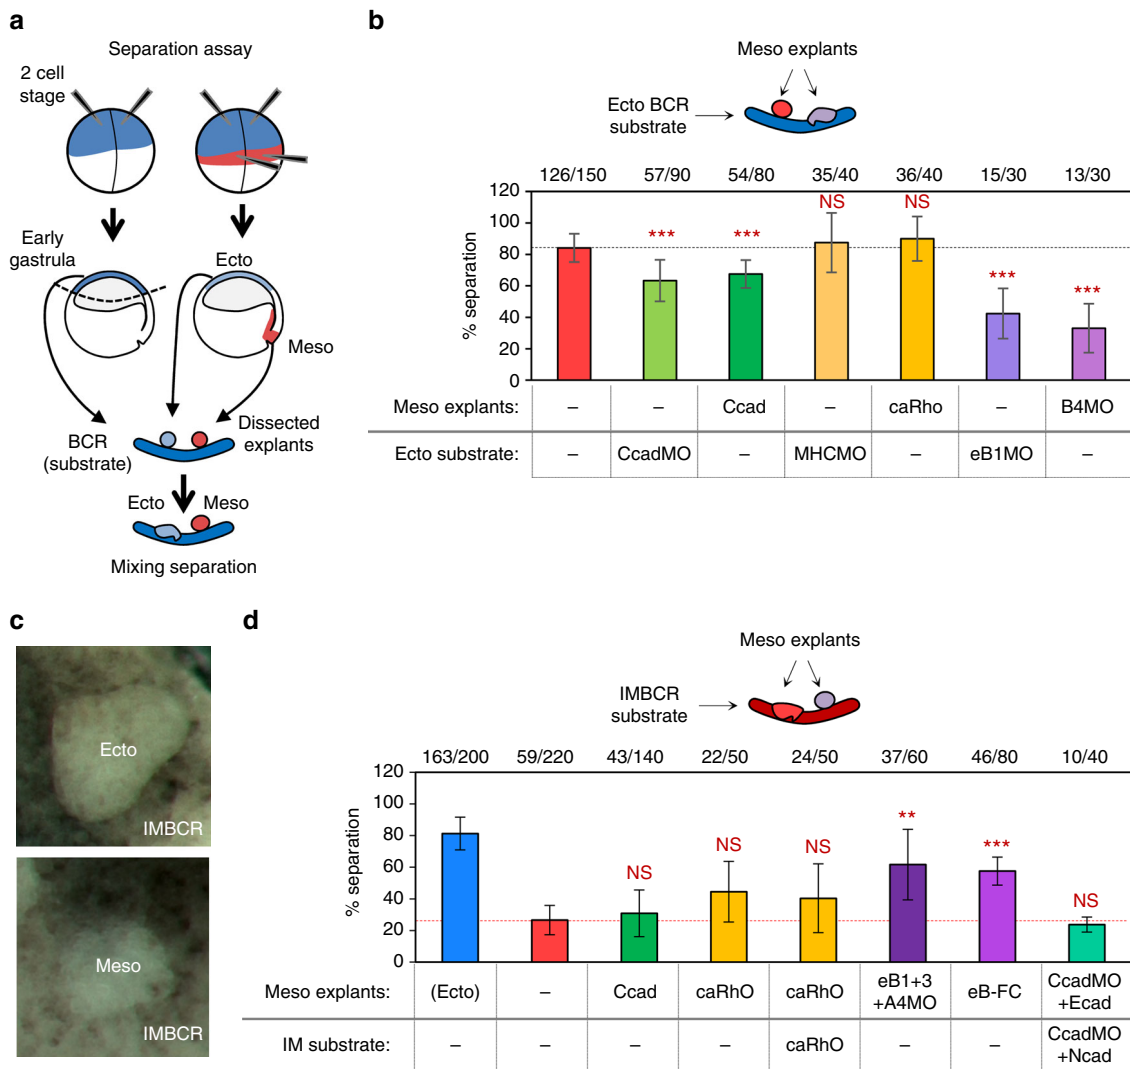 a
Separation assay
2 cell
stage
Early
gastrula
Ecto
Meso
BCR
(substrate)
Dissected
explants
Ecto Meso
Mixing separation
b
Meso explants
Ecto BCR
substrate
126/150 57/90 54/80 35/40 36/40 15/30 13/30
% separation
120
100
80
60
40
20
0
*** *** NS NS *** ***
Meso explants: – – Ccad – caRho – B4MO
Ecto substrate: – CcadMO – MHCMO – eB1MO –
c
Ecto
IMBCR
Meso
IMBCR
d
Meso explants
IMBCR
substrate
163/200 59/220 43/140 22/50 24/50 37/60 46/80 10/40
% separation
120
100
80
60
40
20
0
NS NS NS ** *** NS
Meso explants: (Ecto) – Ccad caRhO caRhO eB1+3 +A4MO eB-FC CcadMO +Ecad
IM substrate: – – – – caRhO – – CcadMO +Ncad